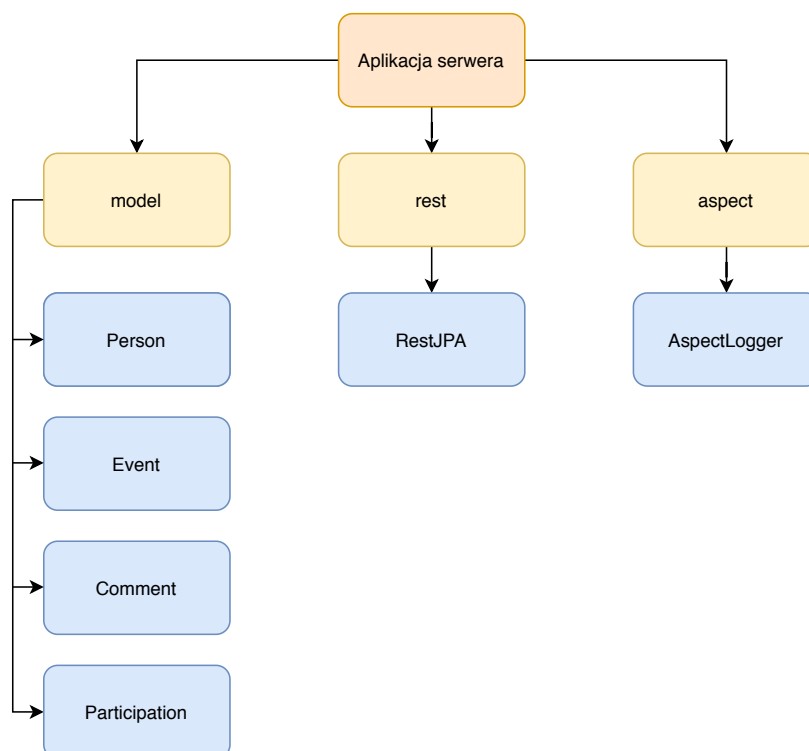 Aplikacja serwera
model
rest
aspect
Person
RestJPA
AspectLogger
Event
Comment
Participation